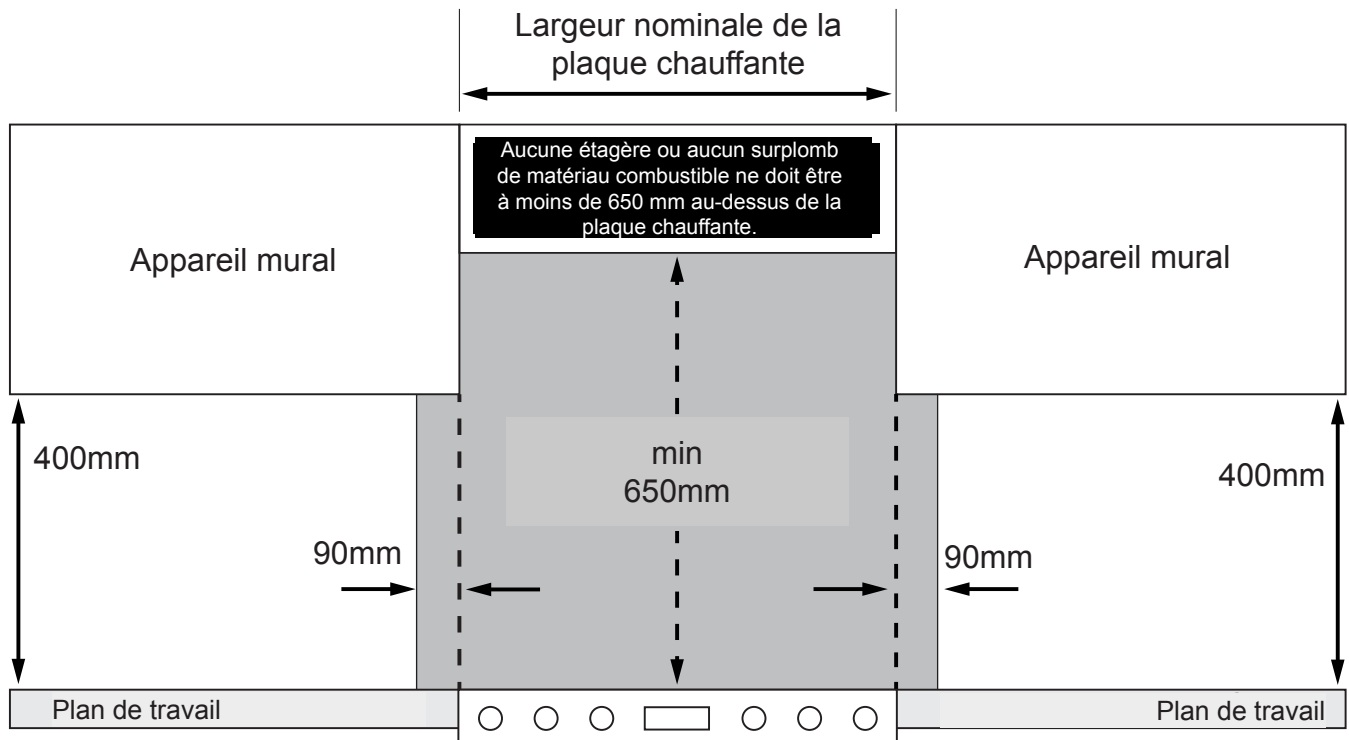 Largeur nominale de la
plaque chauffante
Aucune étagère ou aucun surplomb
de matériau combustible ne doit être
à moins de 650 mm au-dessus de la
plaque chauffante.
Appareil mural
Appareil mural
400mm
min
650mm
400mm
90mm
90mm
Plan de travail
Plan de travail